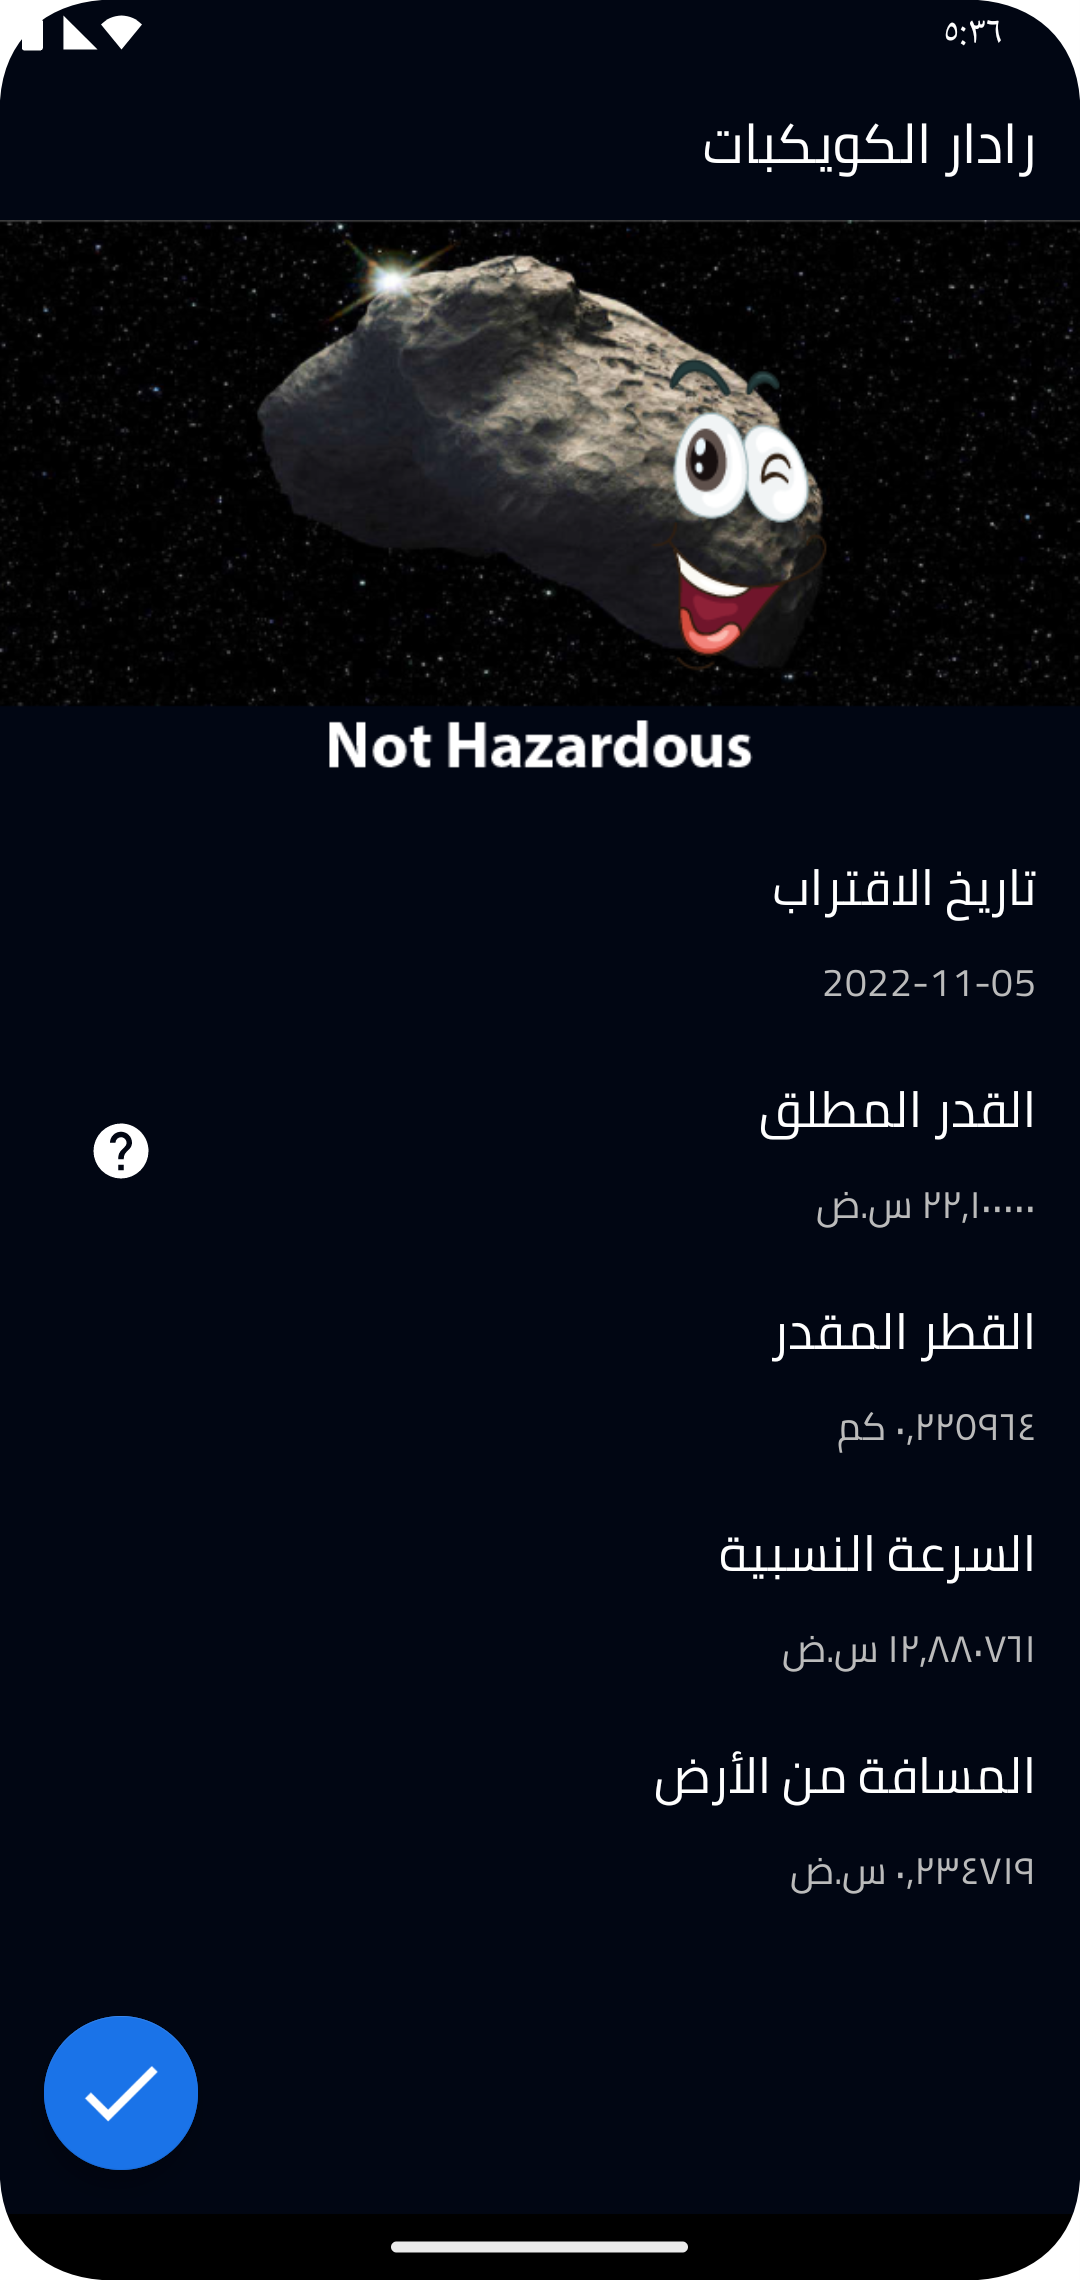 ٥:٣٦
رادار الكويكبات
Not Hazardous
تاريخ الاقتراب
2022-11-05
القدر المطلق
٢٢,١٠٠٠٠٠ س.ض
القطر المقدر
٠,٢٢٥٩٦٤ كم
السرعة النسبية
١٢,٨٨٠٧٦١ س.ض
المسافة من الأرض
٠,٢٣٤٧١٩ س.ض